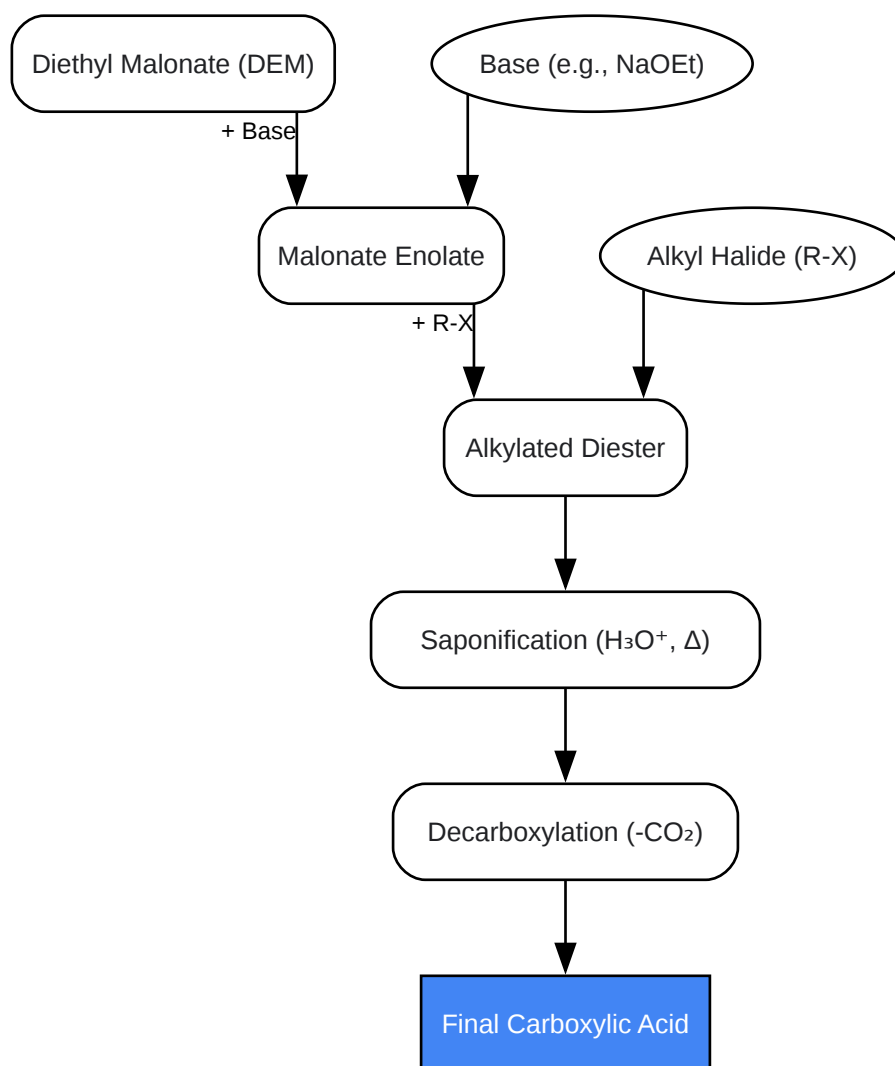 Diethyl Malonate (DEM)
Base (e.g., NaOEt)
+ Base
Malonate Enolate
Alkyl Halide (R-X)
+ R-X
Alkylated Diester
Saponification (H₃O⁺, Δ)
Decarboxylation (-CO₂)
Final Carboxylic Acid